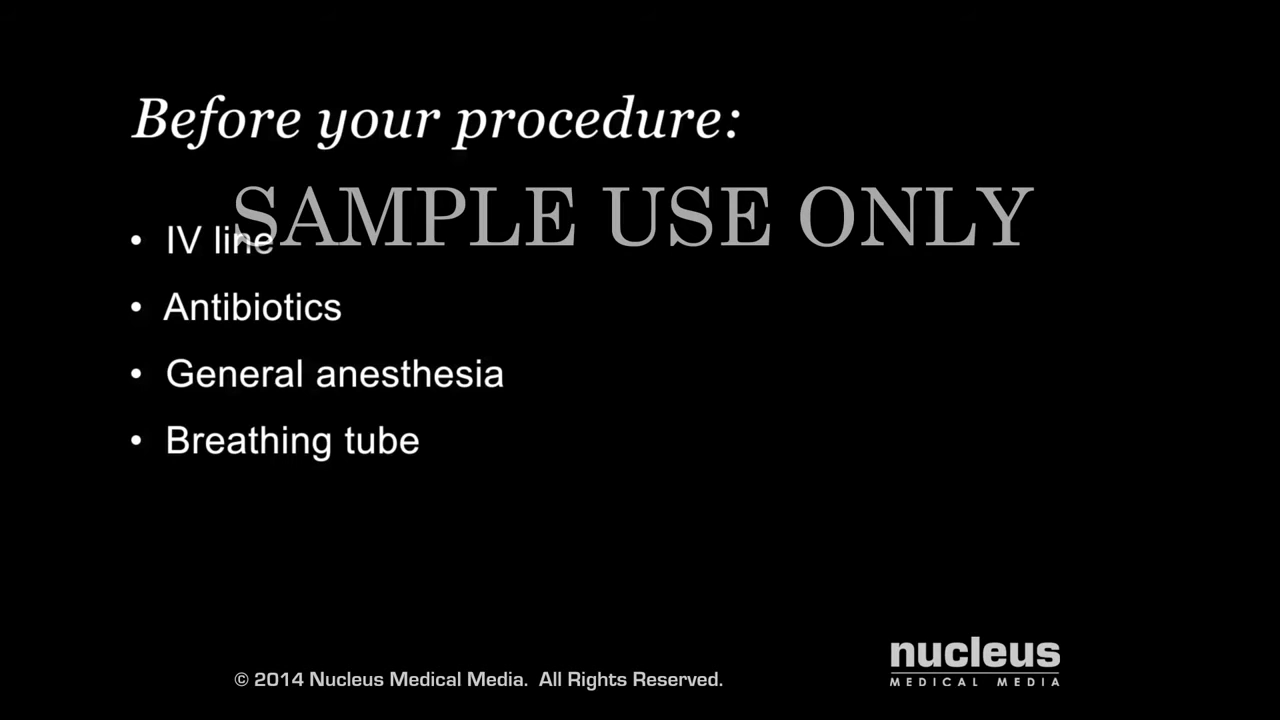 Before your procedure:
SAMPLE USE ONLY
• IV line
• Antibiotics
• General anesthesia
• Breathing tube
nucleus
MEDICAL MEDIA
© 2014 Nucleus Medical Media. All Rights Reserved.